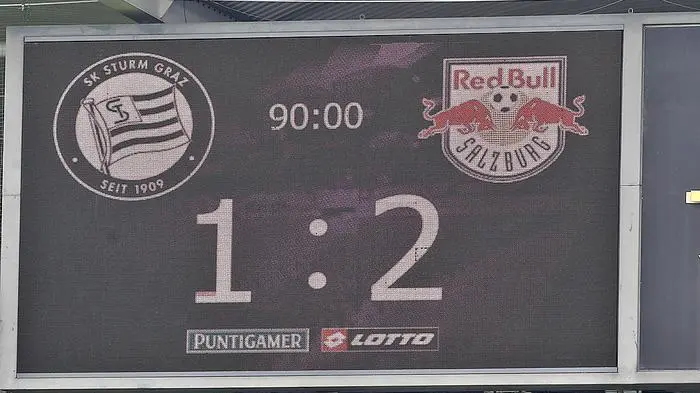 SK STURM GRAZ
SEIT 1909
90:00
Red Bull
SALZBURG
1 : 2
PUNTIGAMER
LOTTO